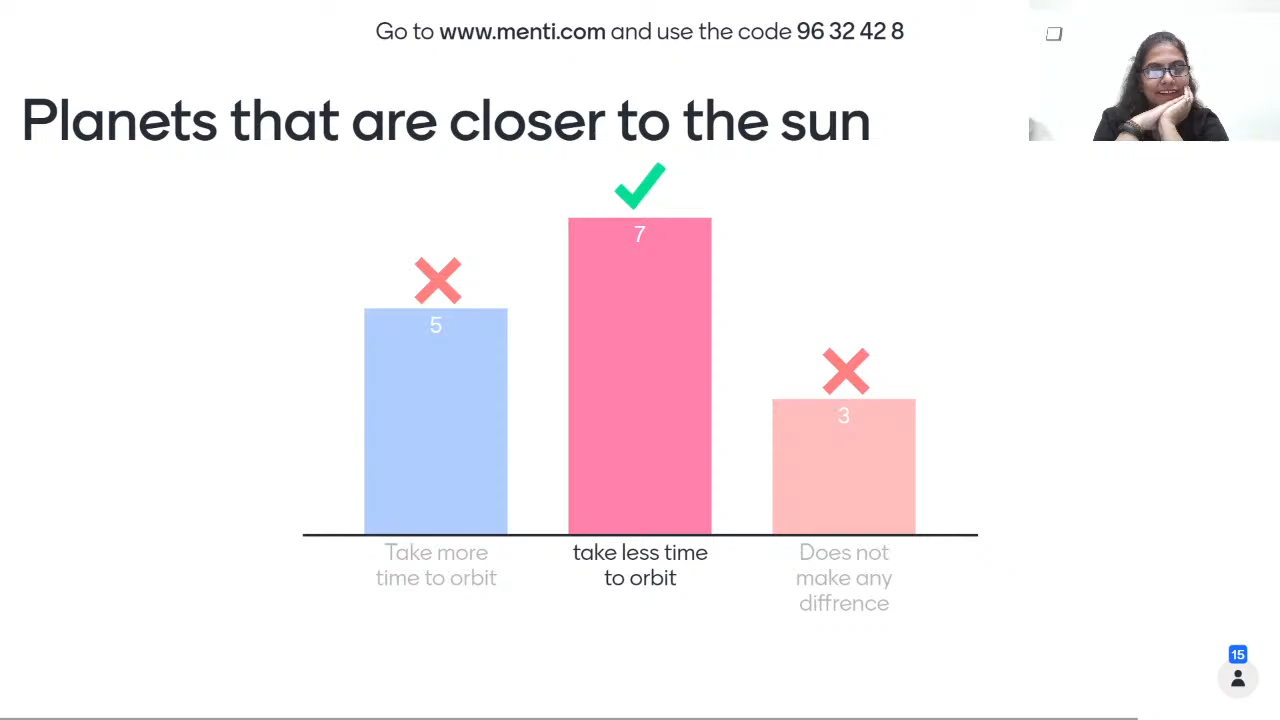 Go to www.menti.com and use the code 96 32 42 8
Planets that are closer to the sun
5
7
3
Take more
time to orbit
take less time
to orbit
Does not
make any
diffrence
15